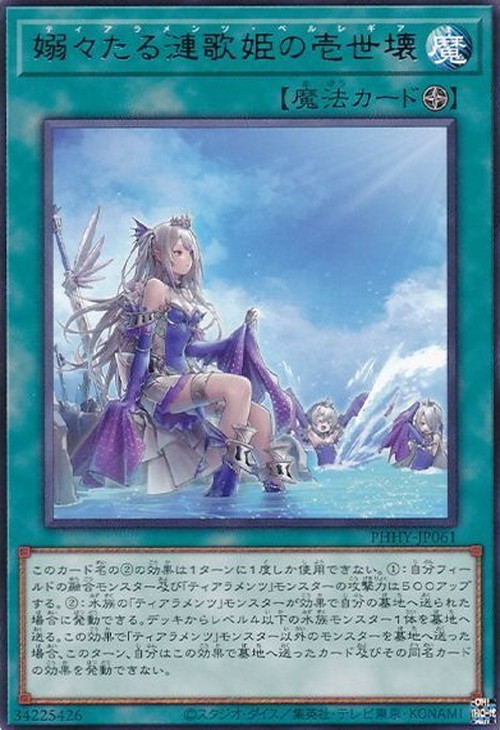 ティアラメンツ・ペルレギア
嫋々たる漣歌姫の壱世壊
魔
【魔法カード】
PHHY-JP061
このカード名の②の効果は1ターンに1度しか使用できない。①:自分フィー
ルドの融合モンスター及び「ティアラメンツ」モンスターの攻撃力は500アップ
する。②:水族の「ティアラメンツ」モンスターが効果で自分の墓地へ送られた
場合に発動できる。デッキからレベル4以下の水族モンスター1体を墓地へ
送る。この効果で「ティアラメンツ」モンスター以外のモンスターを墓地へ送った
場合、このターン、自分はこの効果で墓地へ送ったカード及びその同名カード
の効果を発動できない。
34225426
©スタジオ・ダイス/集英社・テレビ東京・KONAMI